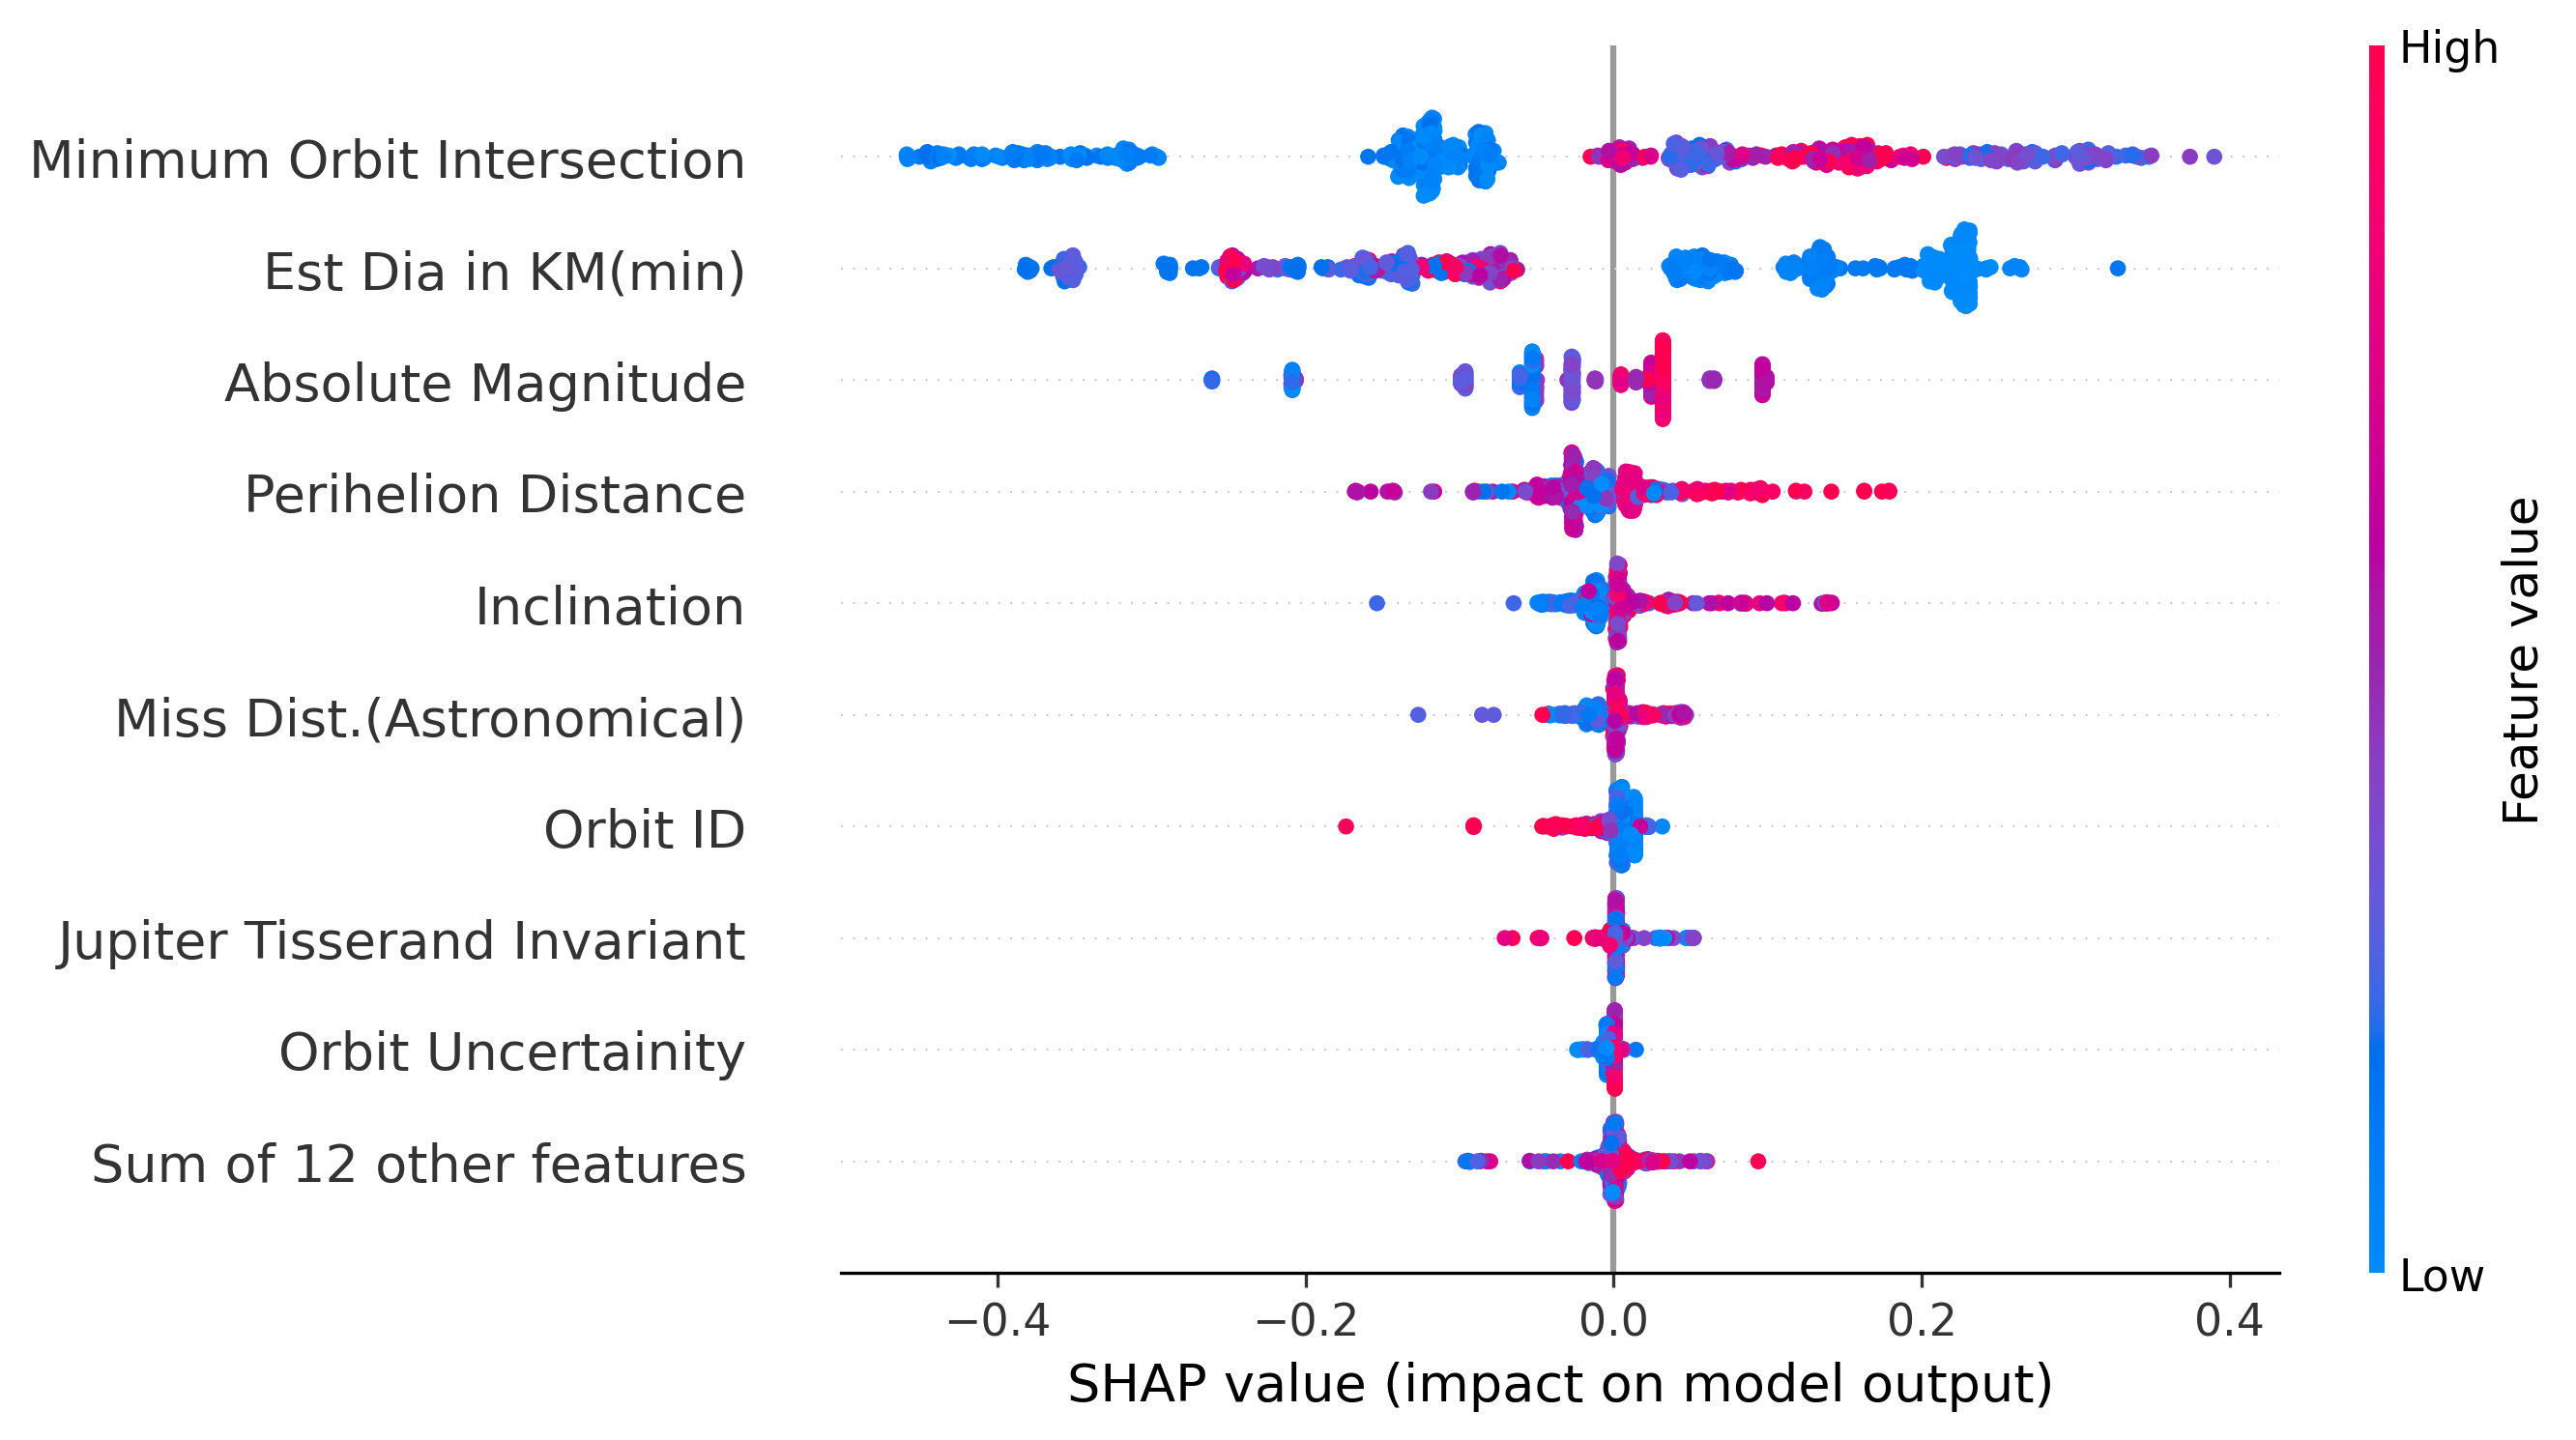 High
Minimum Orbit Intersection
Est Dia in KM(min)
Absolute Magnitude
Perihelion Distance
Inclination
Miss Dist.(Astronomical)
Orbit ID
Jupiter Tisserand Invariant
Orbit Uncertainity
Sum of 12 other features
Feature value
Low
−0.4 −0.2 0.0 0.2 0.4
SHAP value (impact on model output)